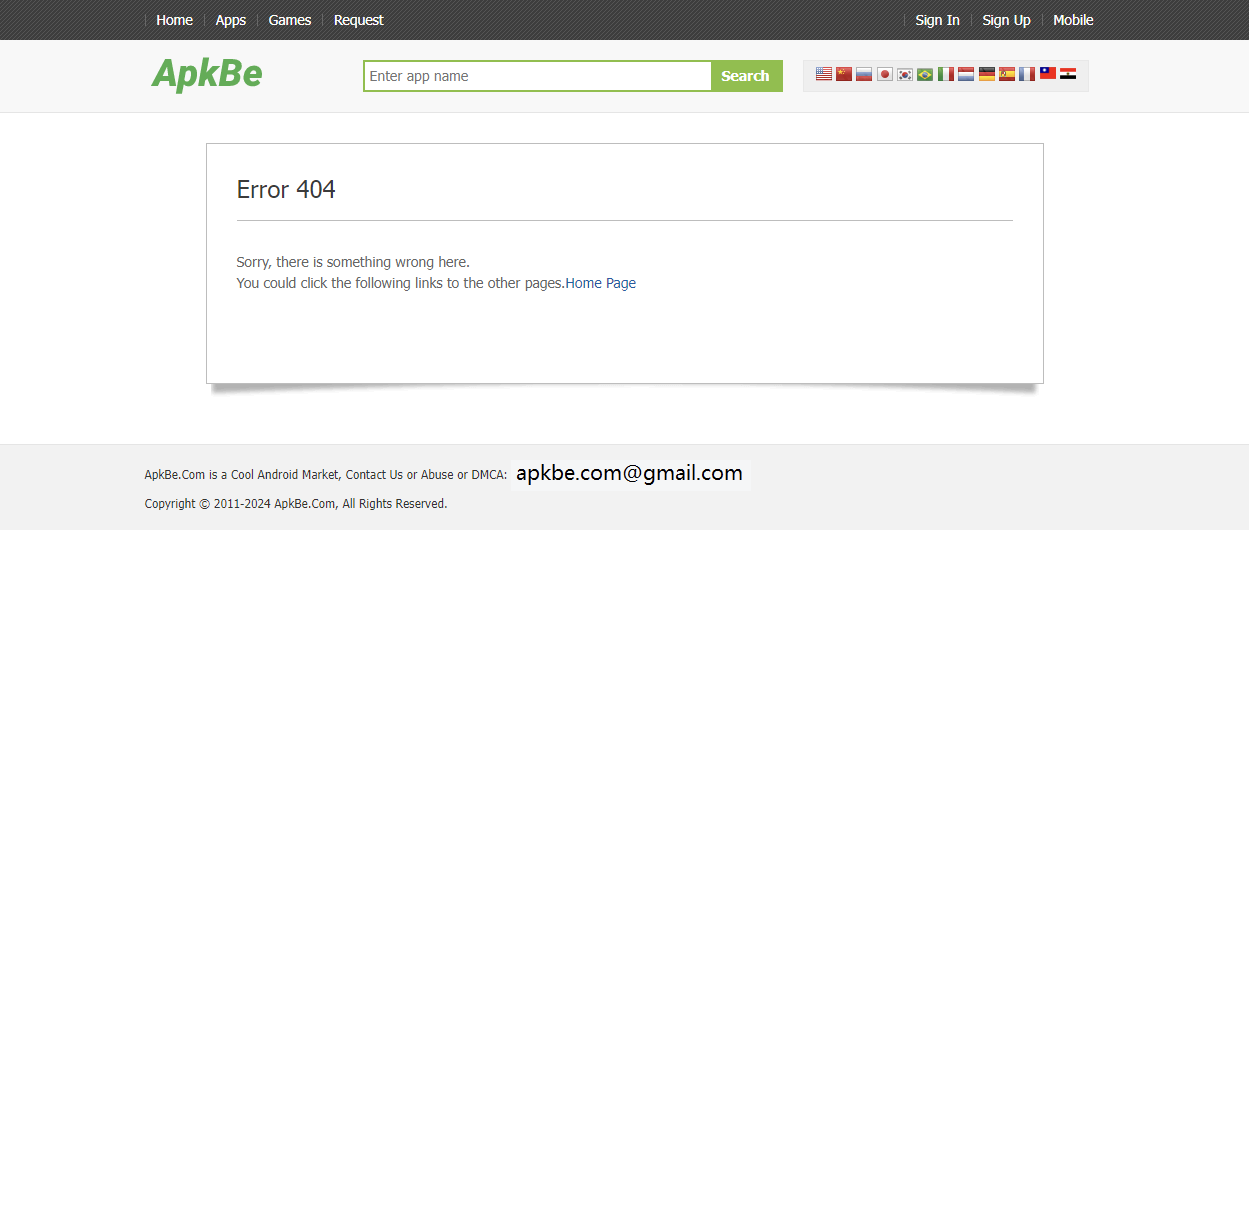 Home Apps Games Request Sign In Sign Up Mobile
ApkBe Enter app name Search
Error 404
Sorry, there is something wrong here.
You could click the following links to the other pages.Home Page
ApkBe.Com is a Cool Android Market, Contact Us or Abuse or DMCA: apkbe.com@gmail.com
Copyright © 2011-2024 ApkBe.Com, All Rights Reserved.